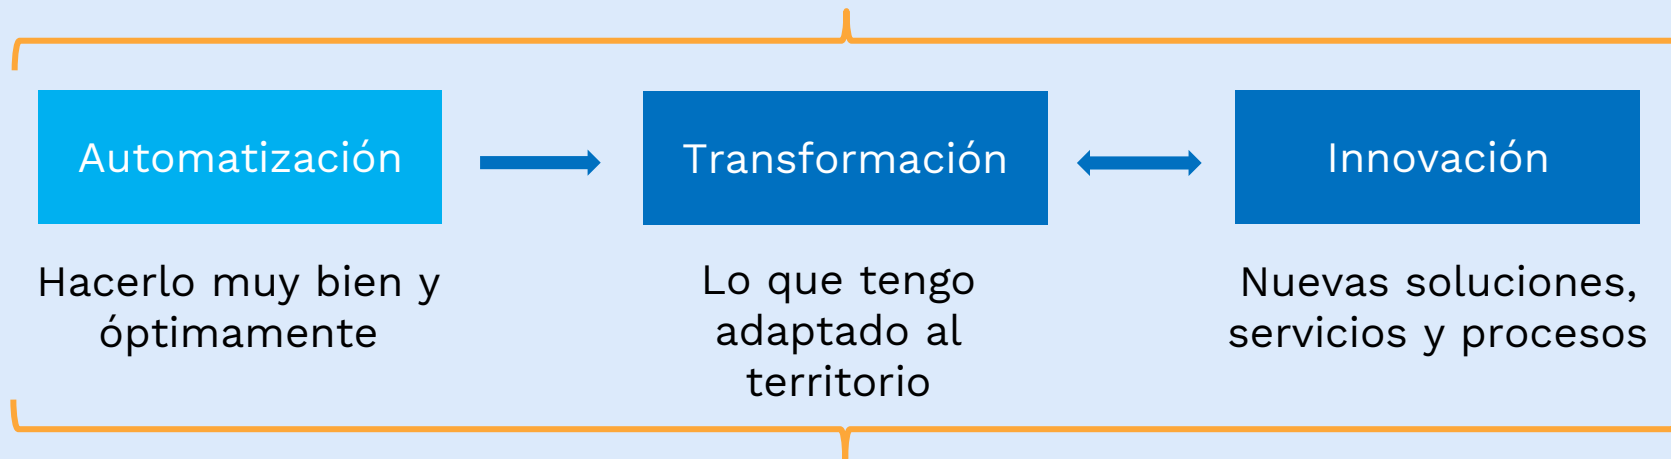 Automatización
Transformación
Innovación
Hacerlo muy bien y
óptimamente
Lo que tengo
adaptado al
territorio
Nuevas soluciones,
servicios y procesos